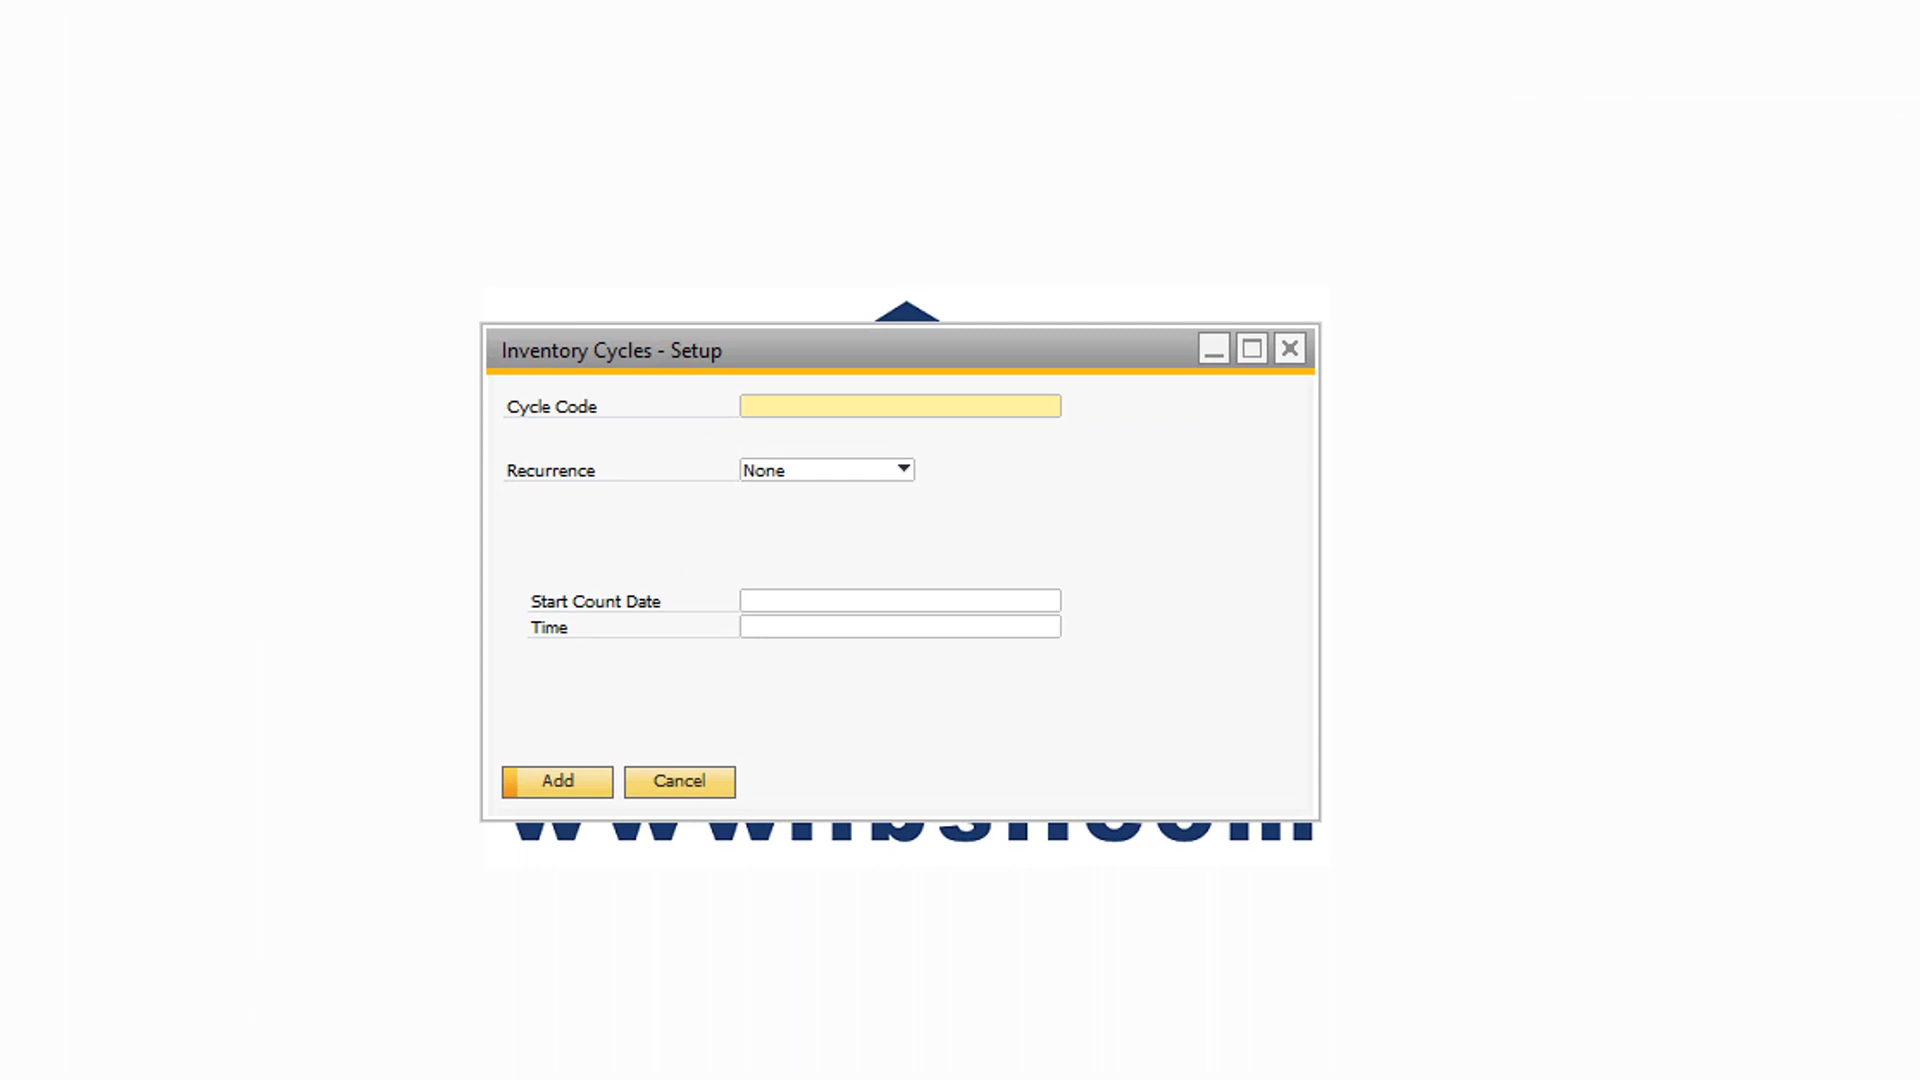 Inventory Cycles - Setup
Cycle Code
Recurrence None
Start Count Date
Time
Add Cancel